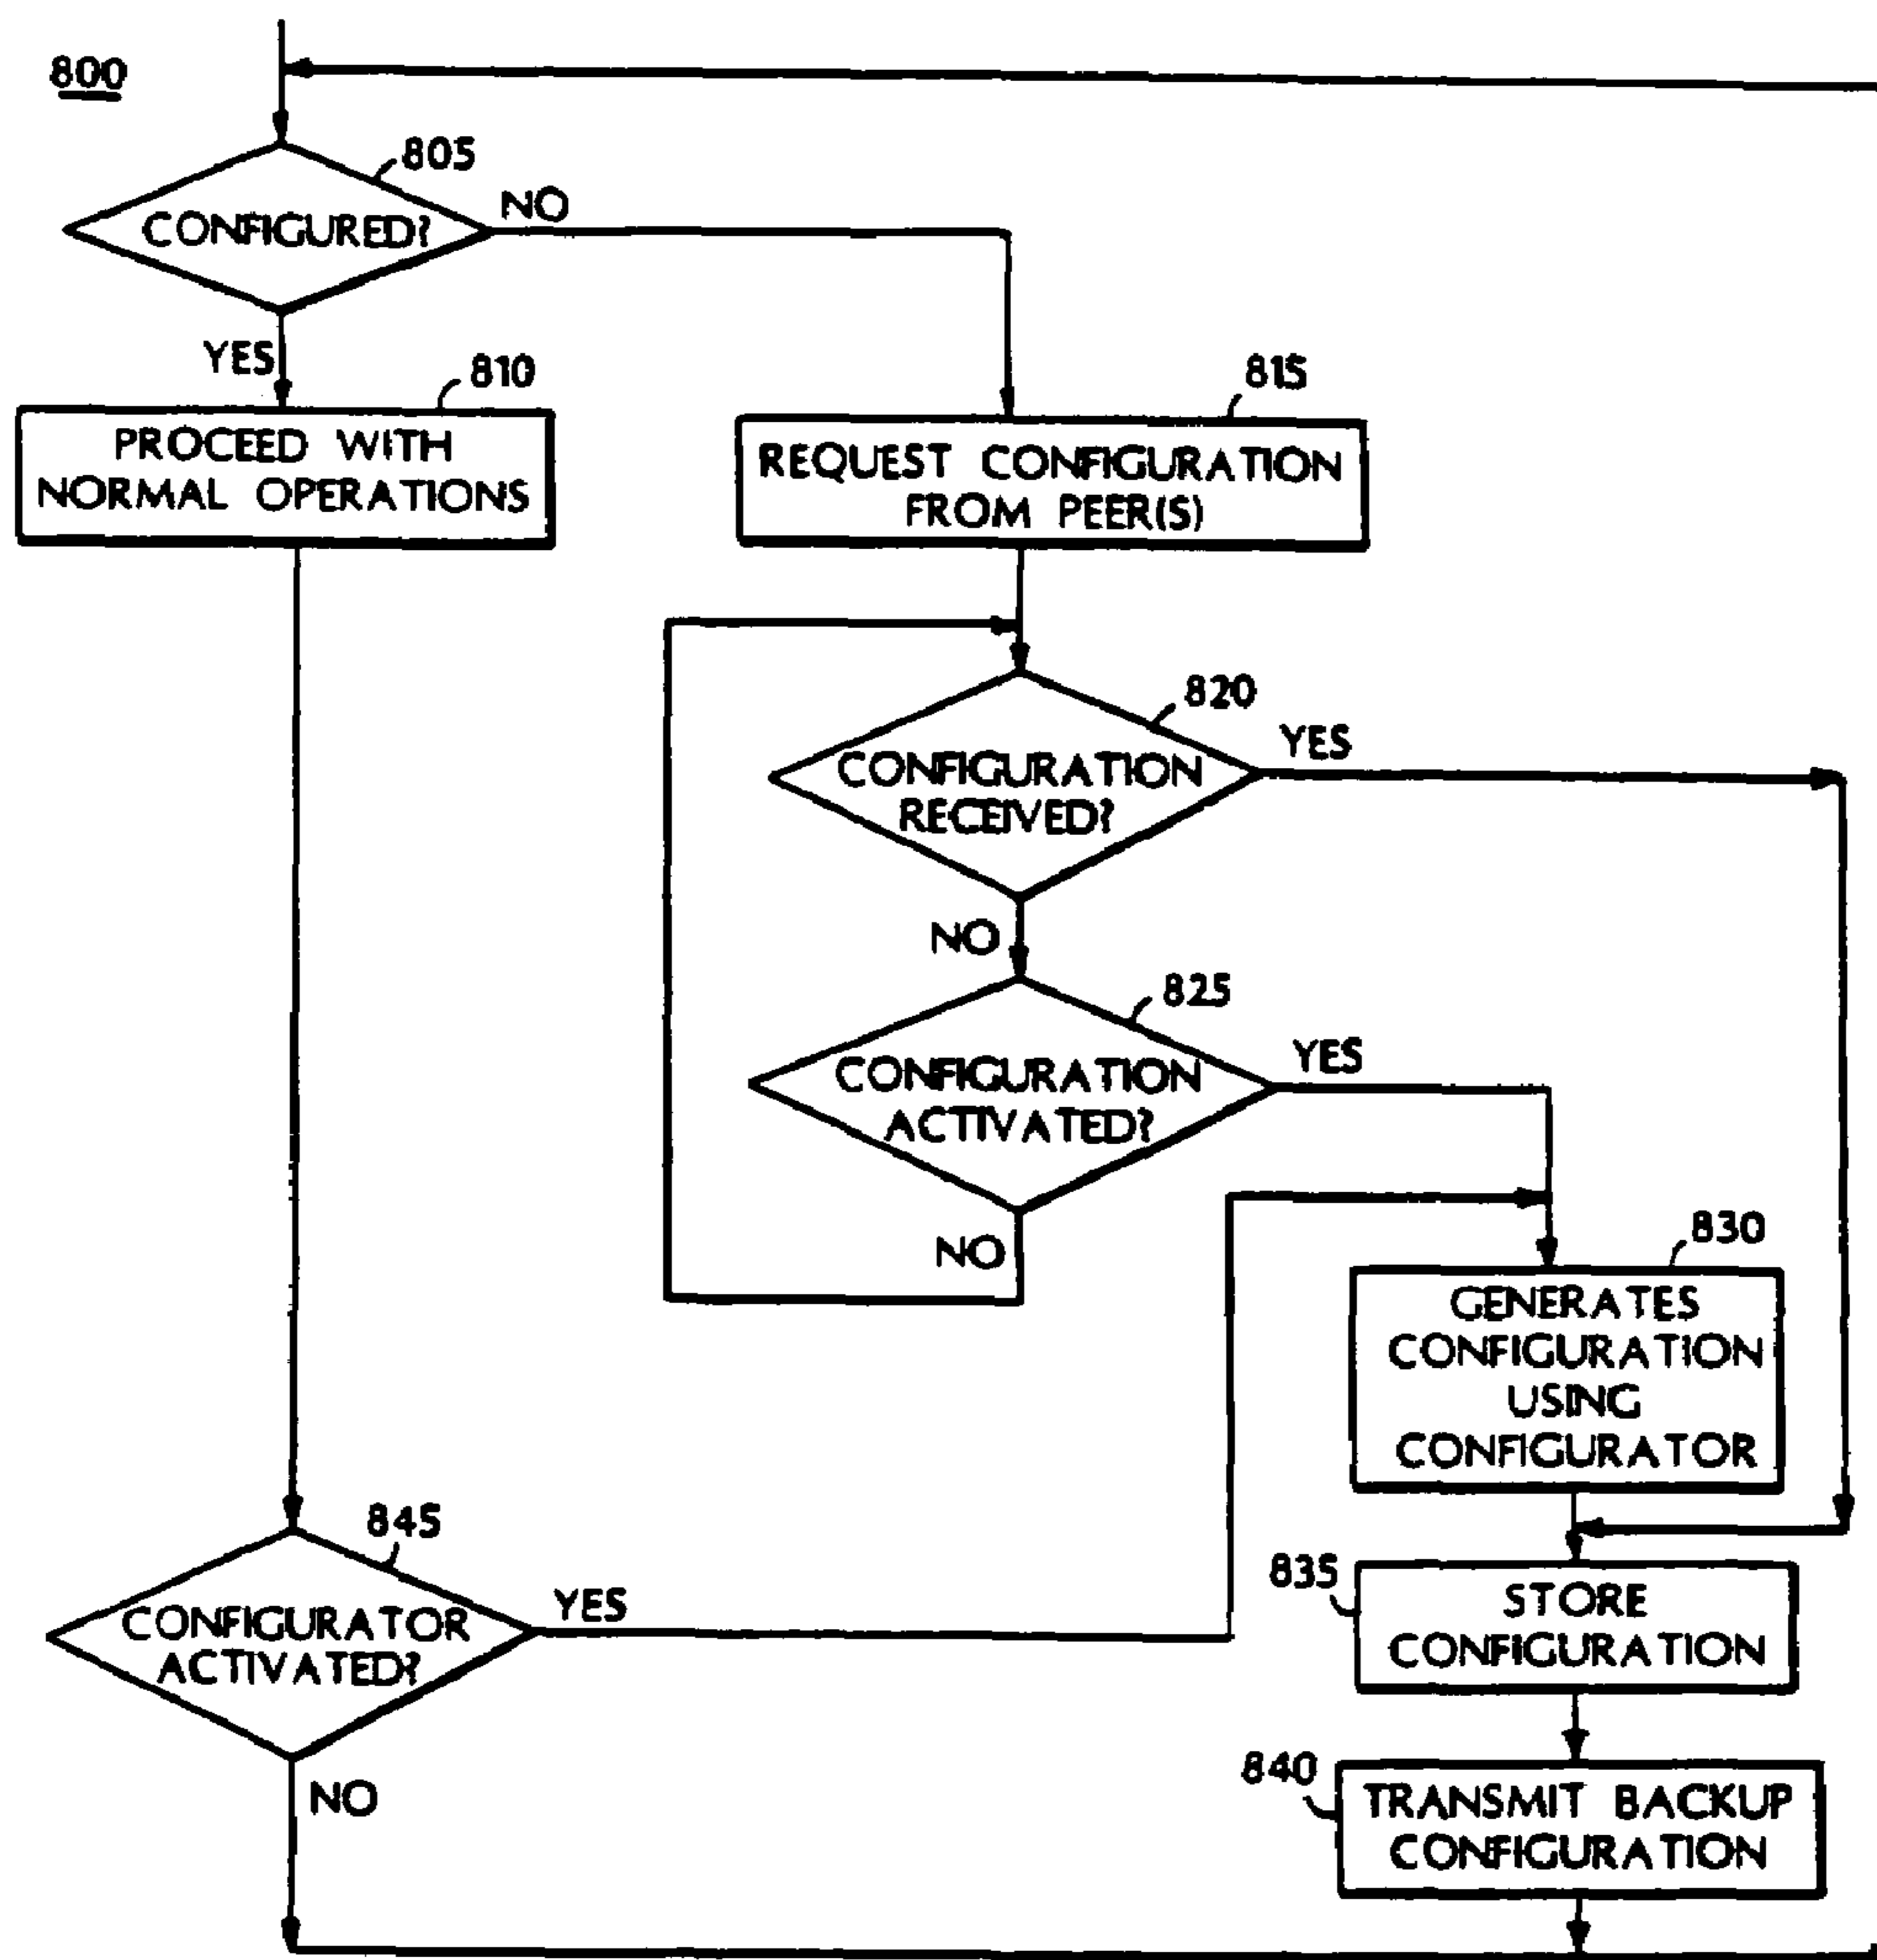 800
805
CONFIGURED?
NO
YES
810
PROCEED WITH
NORMAL OPERATIONS
815
REQUEST CONFIGURATION
FROM PEER(S)
820
CONFIGURATION
RECEIVED?
YES
NO
825
CONFIGURATION
ACTIVATED?
YES
NO
830
GENERATES
CONFIGURATION
USING
CONFIGURATOR
845
CONFIGURATOR
ACTIVATED?
YES
NO
835
STORE
CONFIGURATION
840
TRANSMIT BACKUP
CONFIGURATION